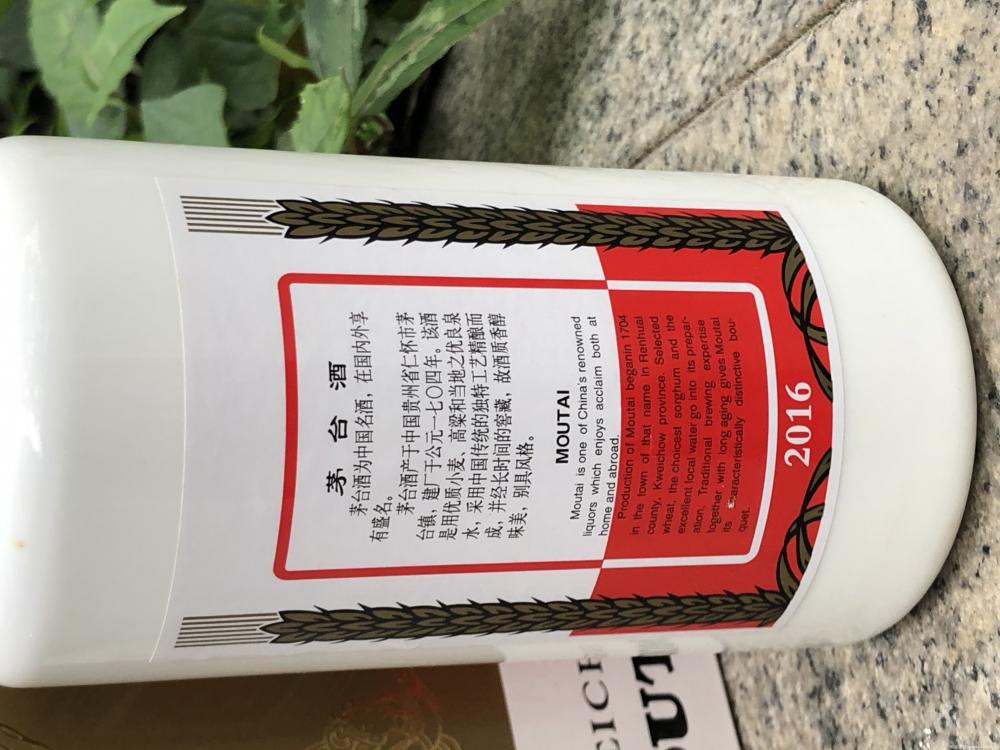 茅台酒
茅台酒为中国名酒，在国内外享
有盛名。
茅台酒产于中国贵州省仁怀市茅
台镇，建厂于公元一七〇四年。该酒
是用优质小麦、高粱和当地之优良泉
水，采用中国传统的独特工艺精酿而
成，并经长时间的窖藏，故酒质香醇
味美，别具风格。
MOUTAI
Moutai is one of China's renowned
liquors which enjoys acclaim both at
home and abroad.
Production of Moutai beganin 1704
in the town of that name in Renhuai
county, Kweichow province. Selected
wheat, the choicest sorghum and the
excellent local water go into its prepar-
ation. Traditional brewing expertise
together with long aging gives Moutai
its characteristically distinctive bou-
quet.
2016